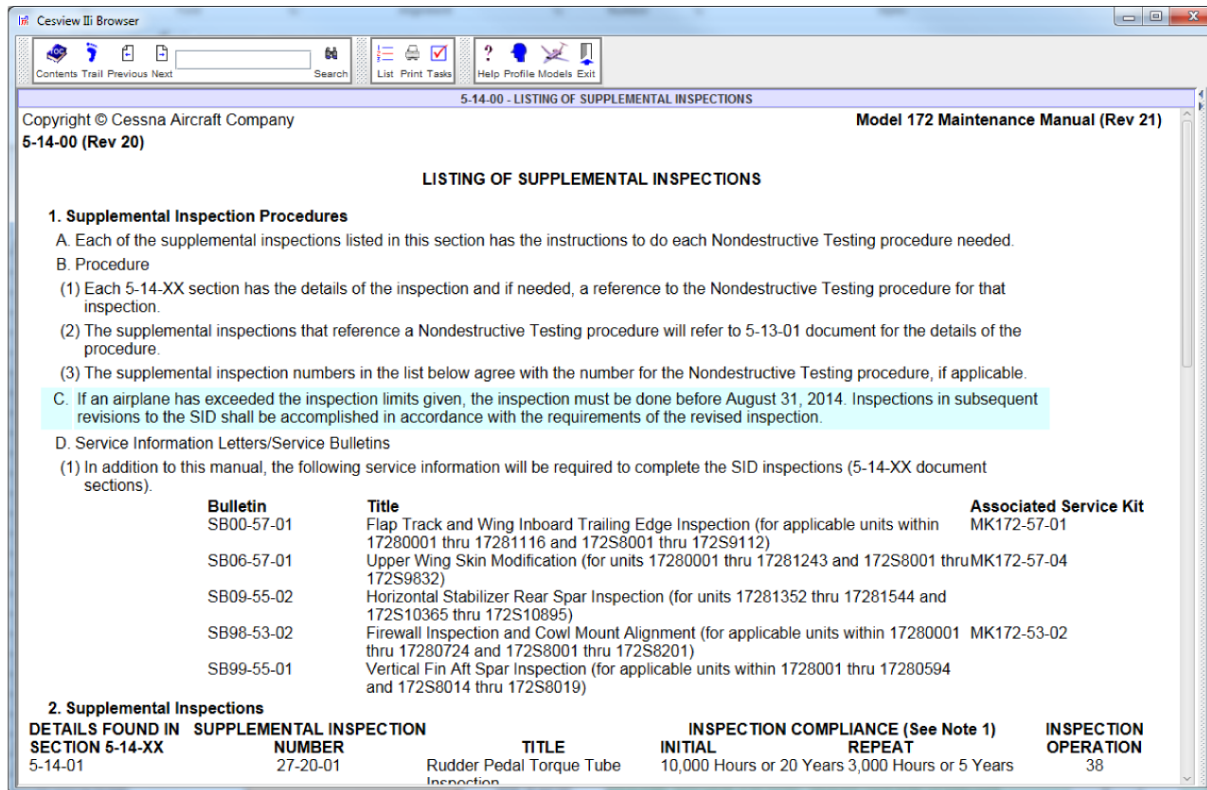 Cesview IIi Browser
Contents Trail Previous Next Search List Print Tasks Help Profile Models Exit
5-14-00 - LISTING OF SUPPLEMENTAL INSPECTIONS
Copyright © Cessna Aircraft Company Model 172 Maintenance Manual (Rev 21)
5-14-00 (Rev 20)
LISTING OF SUPPLEMENTAL INSPECTIONS
1. Supplemental Inspection Procedures
A. Each of the supplemental inspections listed in this section has the instructions to do each Nondestructive Testing procedure needed.
B. Procedure
(1) Each 5-14-XX section has the details of the inspection and if needed, a reference to the Nondestructive Testing procedure for that
inspection.
(2) The supplemental inspections that reference a Nondestructive Testing procedure will refer to 5-13-01 document for the details of the
procedure.
(3) The supplemental inspection numbers in the list below agree with the number for the Nondestructive Testing procedure, if applicable.
C. If an airplane has exceeded the inspection limits given, the inspection must be done before August 31, 2014. Inspections in subsequent
revisions to the SID shall be accomplished in accordance with the requirements of the revised inspection.
D. Service Information Letters/Service Bulletins
(1) In addition to this manual, the following service information will be required to complete the SID inspections (5-14-XX document
sections).
Bulletin Title Associated Service Kit
SB00-57-01 Flap Track and Wing Inboard Trailing Edge Inspection (for applicable units within MK172-57-01
17280001 thru 17281116 and 172S8001 thru 172S9112)
SB06-57-01 Upper Wing Skin Modification (for units 17280001 thru 17281243 and 172S8001 thru MK172-57-04
172S9832)
SB09-55-02 Horizontal Stabilizer Rear Spar Inspection (for units 17281352 thru 17281544 and
172S10365 thru 172S10895)
SB98-53-02 Firewall Inspection and Cowl Mount Alignment (for applicable units within 17280001 MK172-53-02
thru 17280724 and 172S8001 thru 172S8201)
SB99-55-01 Vertical Fin Aft Spar Inspection (for applicable units within 1728001 thru 17280594
and 172S8014 thru 172S8019)
2. Supplemental Inspections
DETAILS FOUND IN SUPPLEMENTAL INSPECTION INSPECTION COMPLIANCE (See Note 1) INSPECTION
SECTION 5-14-XX NUMBER TITLE INITIAL REPEAT OPERATION
5-14-01 27-20-01 Rudder Pedal Torque Tube 10,000 Hours or 20 Years 3,000 Hours or 5 Years 38
Inspection